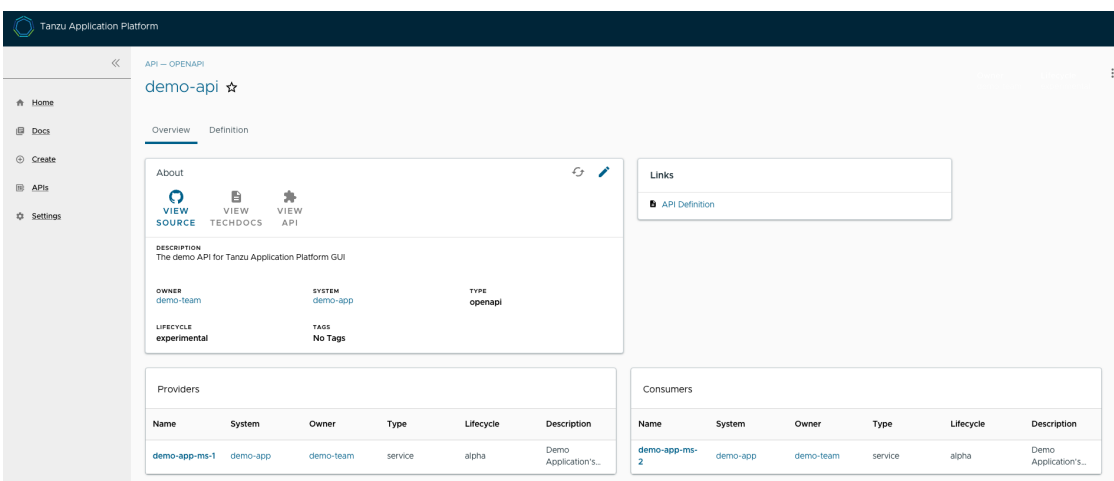 Tanzu Application Platform
Home
Docs
Create
APIs
Settings
API — OPENAPI
demo-api
Overview Definition
About
VIEW SOURCE
VIEW TECHDOCS
VIEW API
DESCRIPTION
The demo API for Tanzu Application Platform GUI
OWNER SYSTEM TYPE
demo-team demo-app openapi
LIFECYCLE TAGS
experimental No Tags
Links
API Definition
Providers
Name System Owner Type Lifecycle Description
demo-app-ms-1 demo-app demo-team service alpha Demo Application's...
Consumers
Name System Owner Type Lifecycle Description
demo-app-ms-2 demo-app demo-team service alpha Demo Application's...